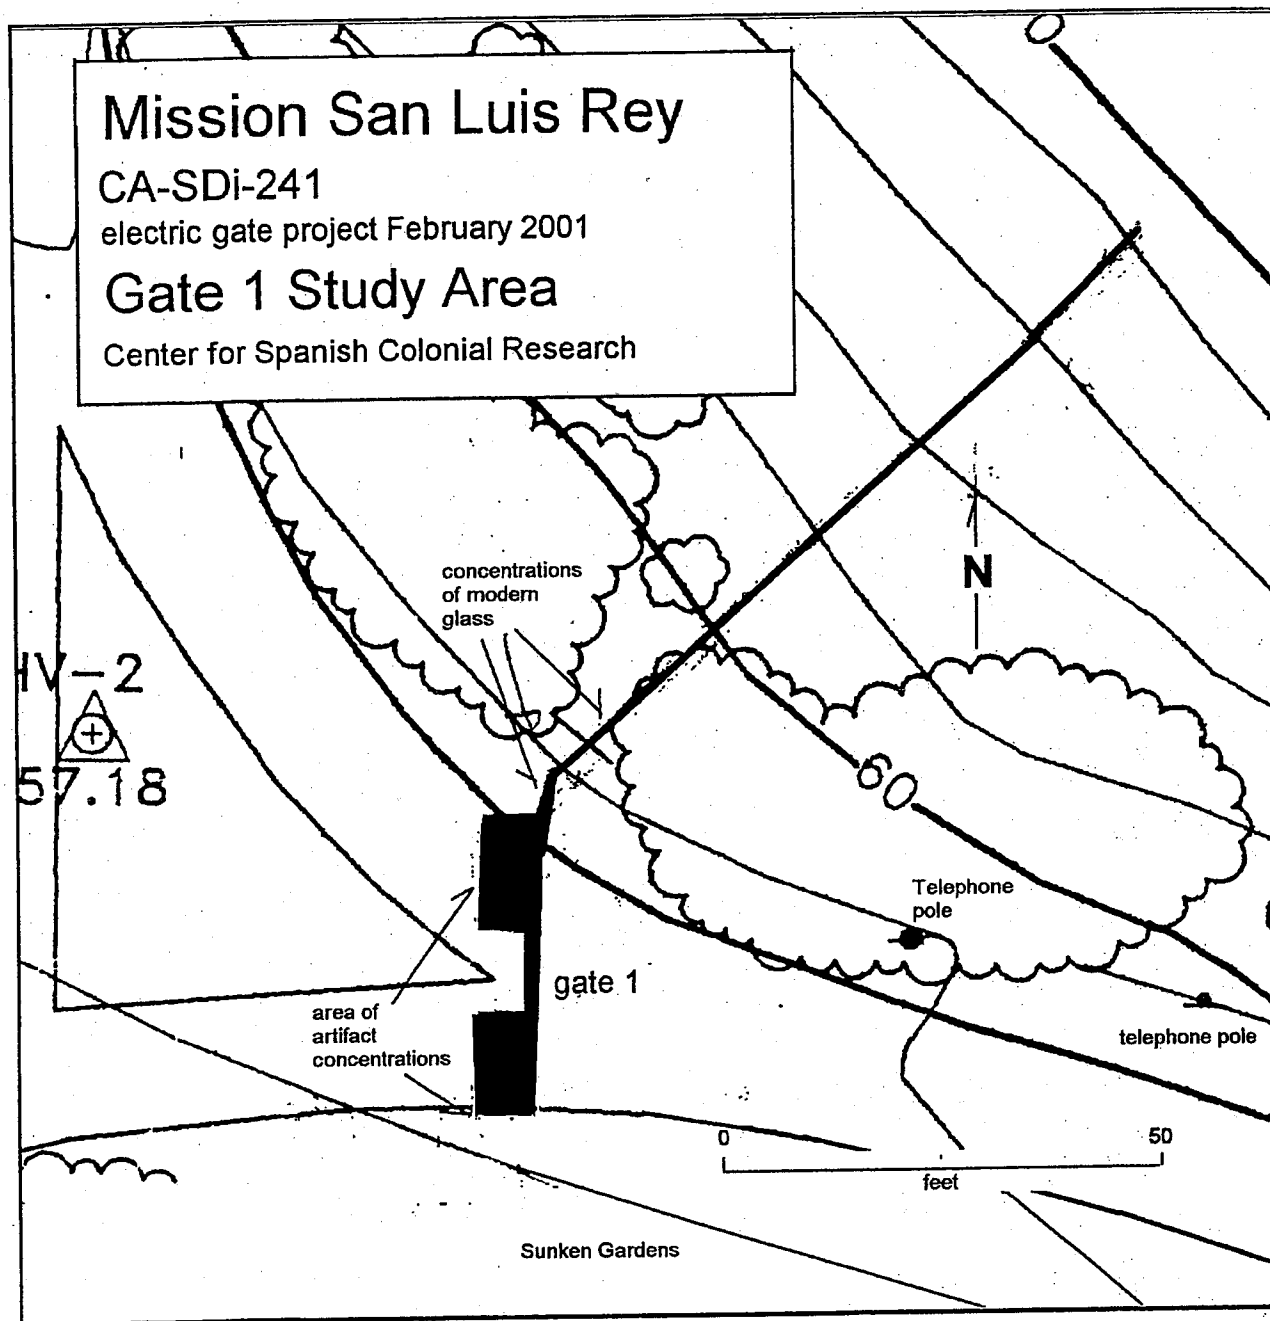 Mission San Luis Rey
CA-SDi-241
electric gate project February 2001
Gate 1 Study Area
Center for Spanish Colonial Research
concentrations
of modern
glass
N
V-2
57.18
60
Telephone
pole
gate 1
area of
artifact
concentrations
telephone pole
0
50
feet
Sunken Gardens